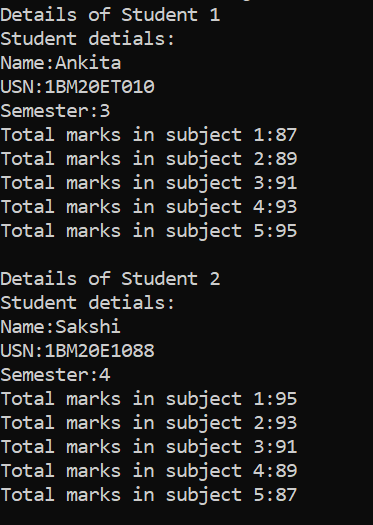 Details of Student 1
Student detials:
Name:Ankita
USN:1BM20ET010
Semester:3
Total marks in subject 1:87
Total marks in subject 2:89
Total marks in subject 3:91
Total marks in subject 4:93
Total marks in subject 5:95
Details of Student 2
Student detials:
Name:Sakshi
USN:1BM20E1088
Semester:4
Total marks in subject 1:95
Total marks in subject 2:93
Total marks in subject 3:91
Total marks in subject 4:89
Total marks in subject 5:87